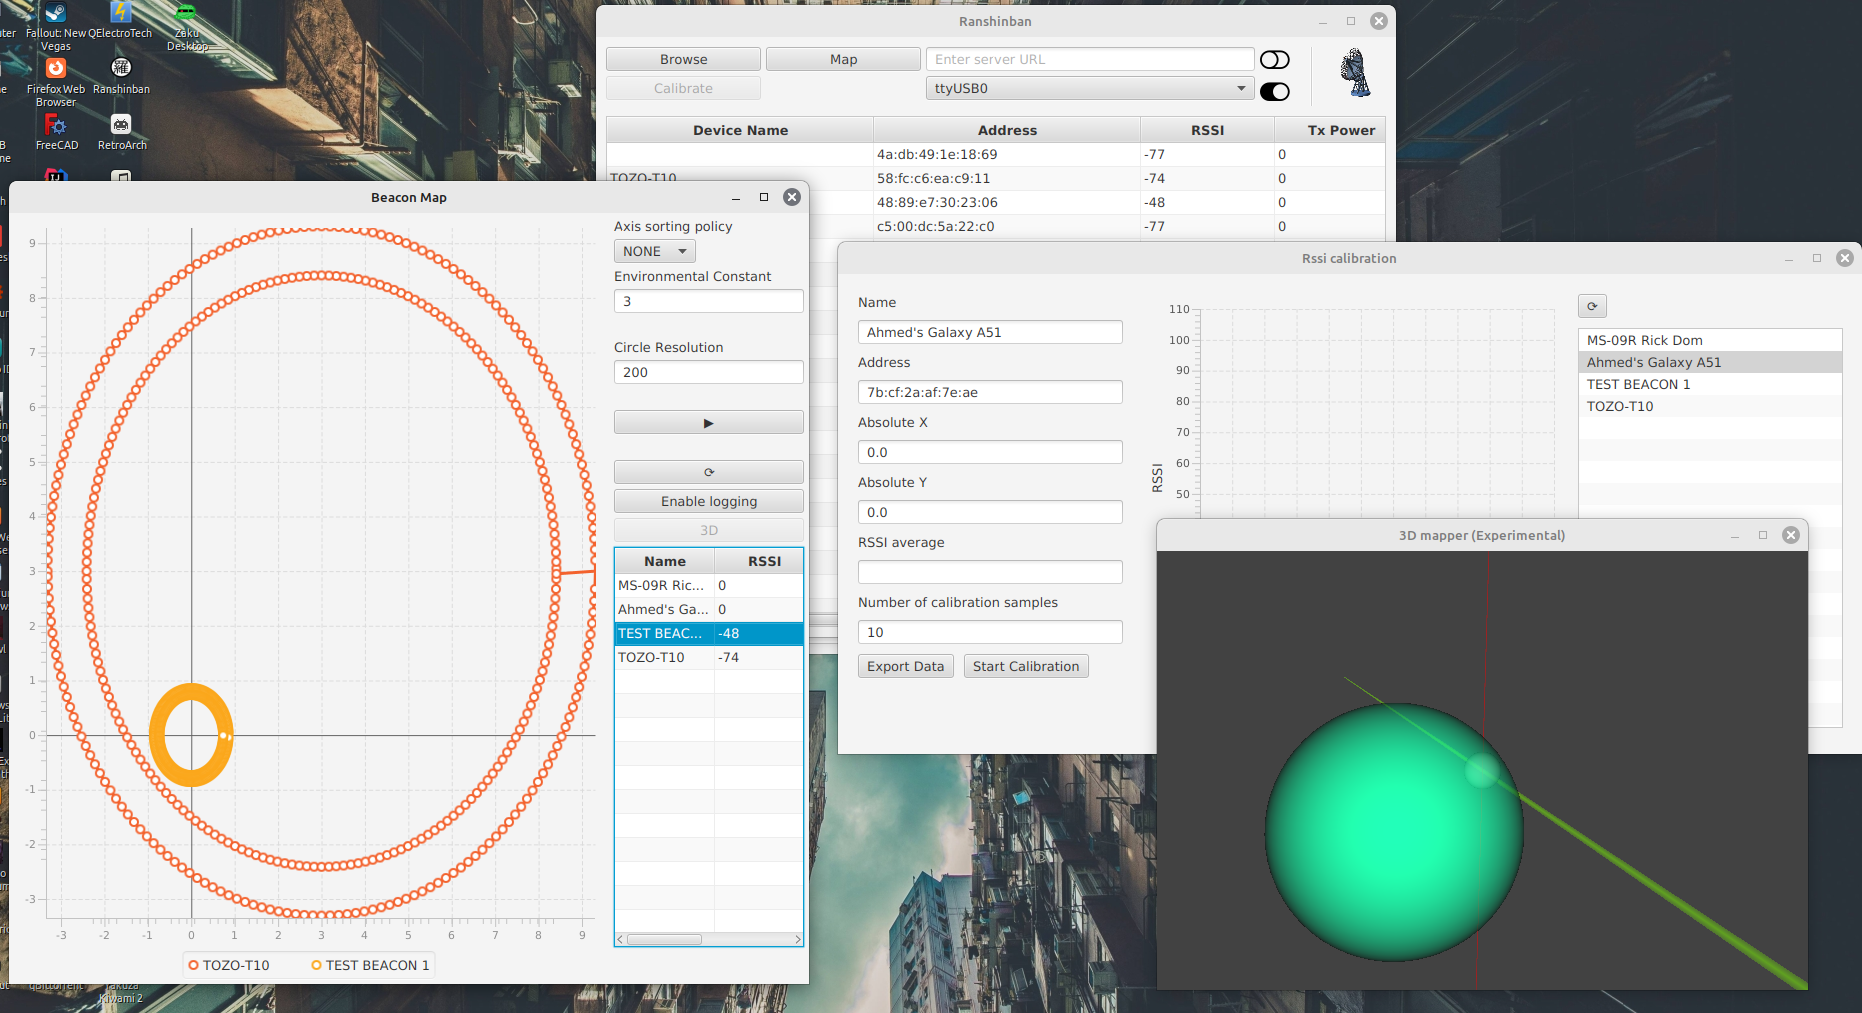 Fallout: New Vegas
QElectroTech
Zaku Desktop
Firefox Web Browser
Ranshinban
FreeCAD
RetroArch
Ranshinban
Browse
Map
Enter server URL
Calibrate
ttyUSB0
Device Name Address RSSI Tx Power
4a:db:49:1e:18:69 -77 0
TOZO-T10 58:fc:c6:ea:c9:11 -74 0
48:89:e7:30:23:06 -48 0
c5:00:dc:5a:22:c0 -77 0
Beacon Map
9
8
7
6
5
4
3
2
1
0
-1
-2
-3
-3 -2 -1 0 1 2 3 4 5 6 7 8 9
TOZO-T10 TEST BEACON 1
Axis sorting policy
NONE
Environmental Constant
3
Circle Resolution
200
Enable logging
3D
Name RSSI
MS-09R Ric... 0
Ahmed's Ga... 0
TEST BEAC... -48
TOZO-T10 -74
Rssi calibration
Name
Ahmed's Galaxy A51
Address
7b:cf:2a:af:7e:ae
Absolute X
0.0
Absolute Y
0.0
RSSI average
Number of calibration samples
10
Export Data Start Calibration
110
100
90
80
70
60
50
RSSI
MS-09R Rick Dom
Ahmed's Galaxy A51
TEST BEACON 1
TOZO-T10
3D mapper (Experimental)
qBittorrent
Yakuza Kiwami 2